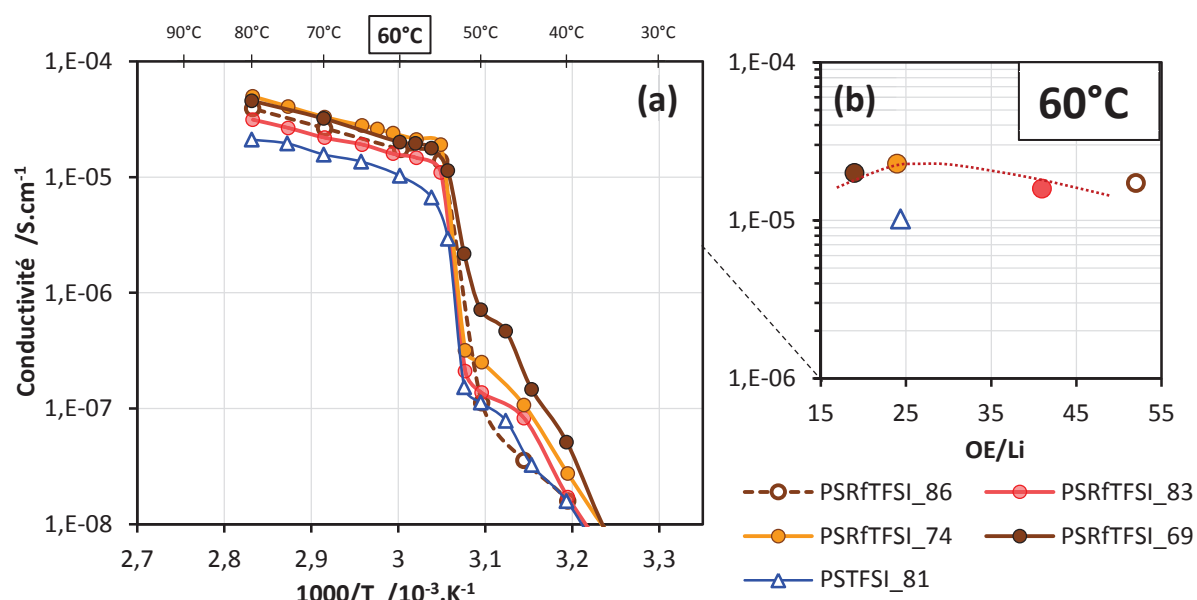 90°C 80°C 70°C 60°C 50°C 40°C 30°C
1,E-04
1,E-05
1,E-06
1,E-07
1,E-08
Conductivité /S.cm-1
(a)
2,7 2,8 2,9 3 3,1 3,2 3,3
1000/T /10-3.K-1
1,E-04
1,E-05
1,E-06
(b)
60°C
15 25 35 45 55
OE/Li
PSRfTFSI_86 PSRfTFSI_83
PSRfTFSI_74 PSRfTFSI_69
PSTFSI_81